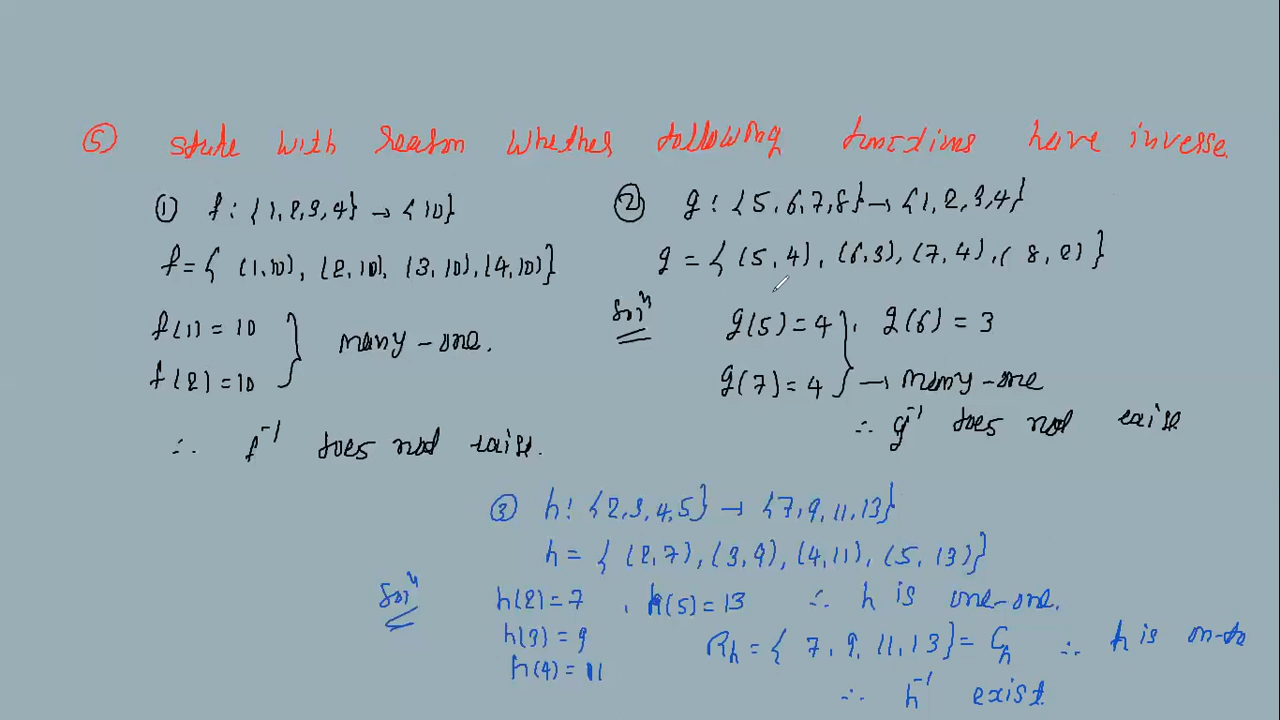 ⑤ state with reason whether following functions have inverse.
① f : {1,2,3,4} → {10}
f = { (1,10), (2,10), (3,10), (4,10)}
f(1) = 10
f(2) = 10
} many-one.
∴ f⁻¹ does not exist.
② g : {5,6,7,8} → {1,2,3,4}
g = { (5,4), (6,3), (7,4), (8,2) }
Solⁿ g(5) = 4 }, g(6) = 3
g(7) = 4 } → many-one
∴ g⁻¹ does not exist
③ h : {2,3,4,5} → {7,9,11,13}
h = { (2,7), (3,9), (4,11), (5,13)}
Solⁿ h(2) = 7 , h(5) = 13 ∴ h is one-one.
h(3) = 9
h(4) = 11
Rh = { 7, 9, 11, 13} = Ch ∴ h is on-to
∴ h⁻¹ exist.